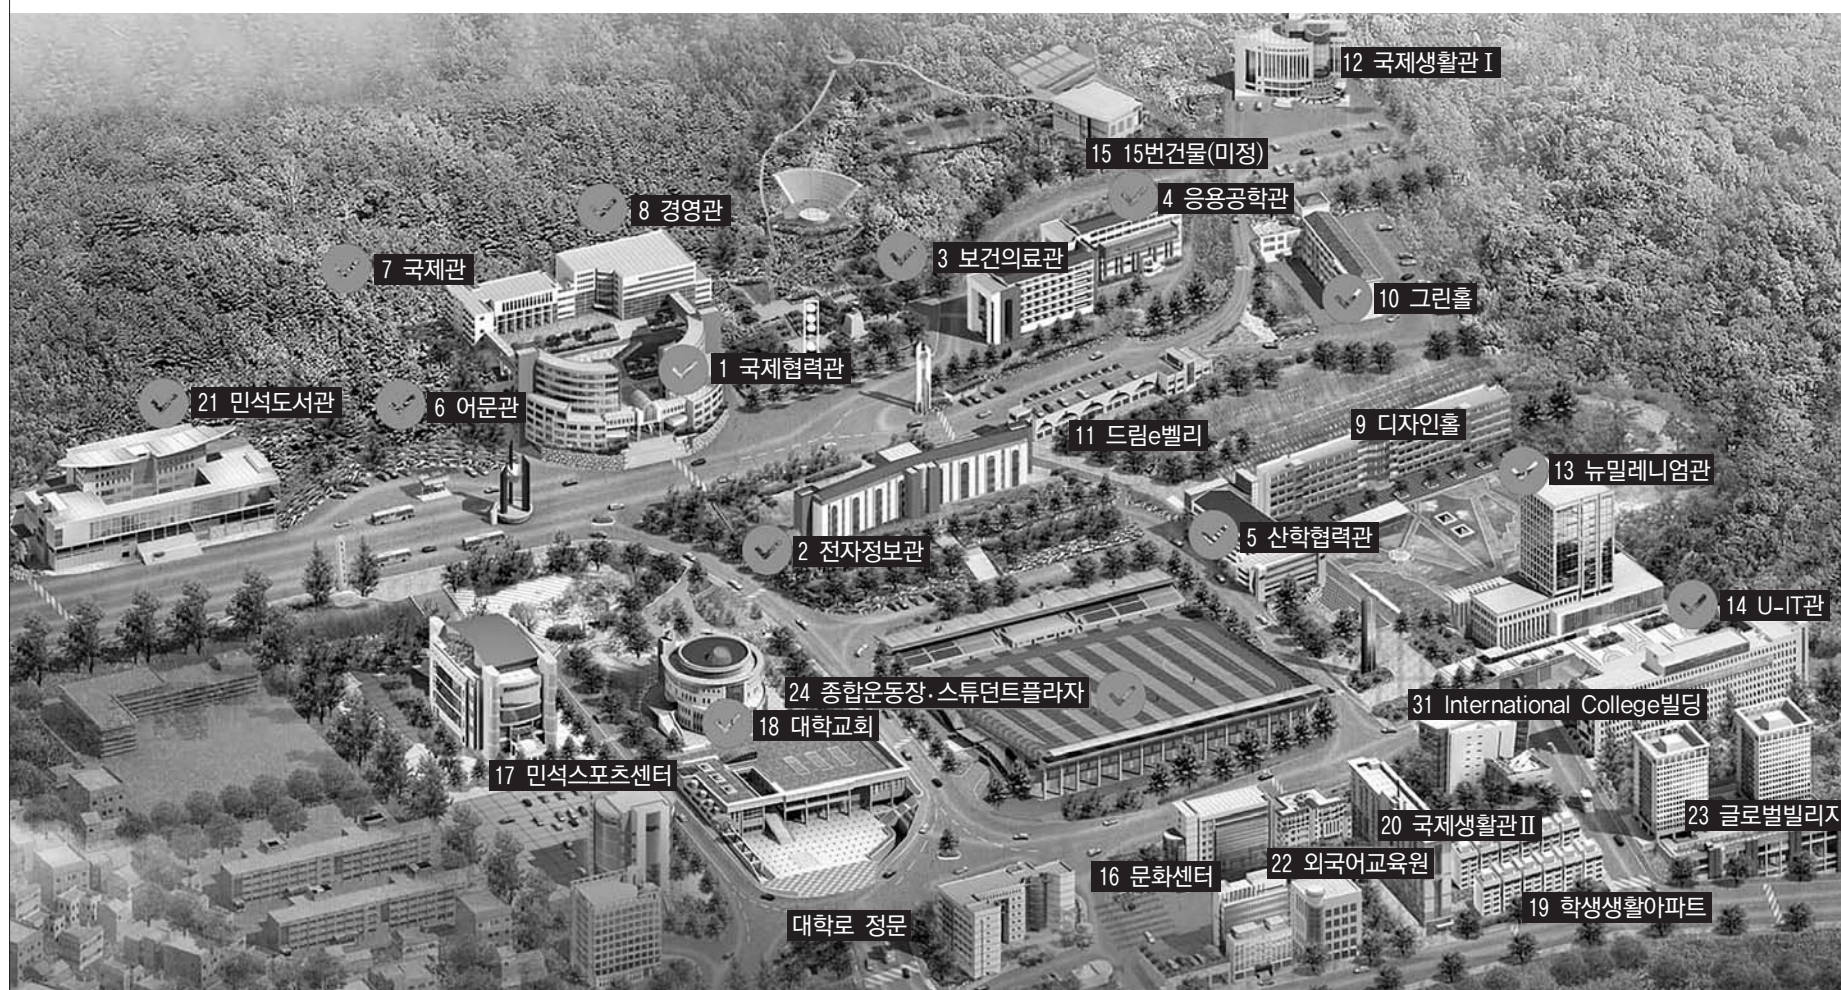 12 국제생활관 I
15 15번건물(미정)
4 응용공학관
8 경영관
3 보건의료관
7 국제관
10 그린홀
1 국제협력관
21 민석도서관
6 어문관
11 드림e밸리
9 디자인홀
13 뉴밀레니엄관
2 전자정보관
5 산학협력관
14 U-IT관
24 종합운동장·스튜던트플라자
31 International College빌딩
18 대학교회
17 민석스포츠센터
23 글로벌빌리지
20 국제생활관 II
22 외국어교육원
16 문화센터
19 학생생활아파트
대학로 정문